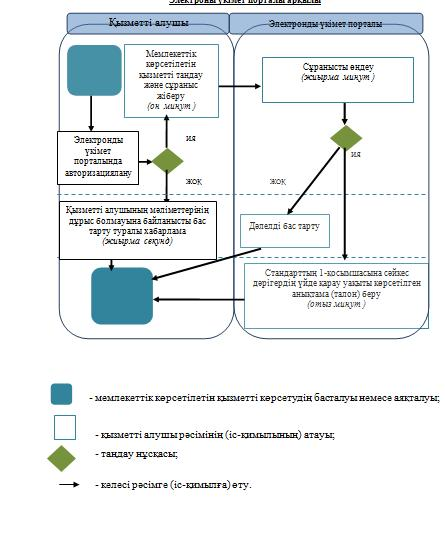 Электронды үкімет порталы арқылы
Қызметті алушы
Электронды үкімет порталы
Мемлекеттік
көрсетілетін
қызметті таңдау
және сұраныс
жіберу
(он минут)
Сұранысты өңдеу
(жиырма минут)
Электронды
үкімет
порталында
авторизациялану
ия
жоқ
ия
жоқ
Қызметті алушының мәліметтерінің
дұрыс болмауына байланысты бас
тарту туралы хабарлама
(жиырма секунд)
Дәлелді бас тарту
Стандарттың 1-қосымшасына сәйкес
дәрігердің үйде қарау уақыты көрсетілген
анықтама (талон) беру
(отыз минут)
- мемлекеттік көрсетілетін қызметті көрсетудің басталуы немесе аяқталуы;
- қызметті алушы рәсімінің (іс-қимылының) атауы;
- таңдау нұсқасы;
- келесі рәсімге (іс-қимылға) өту.